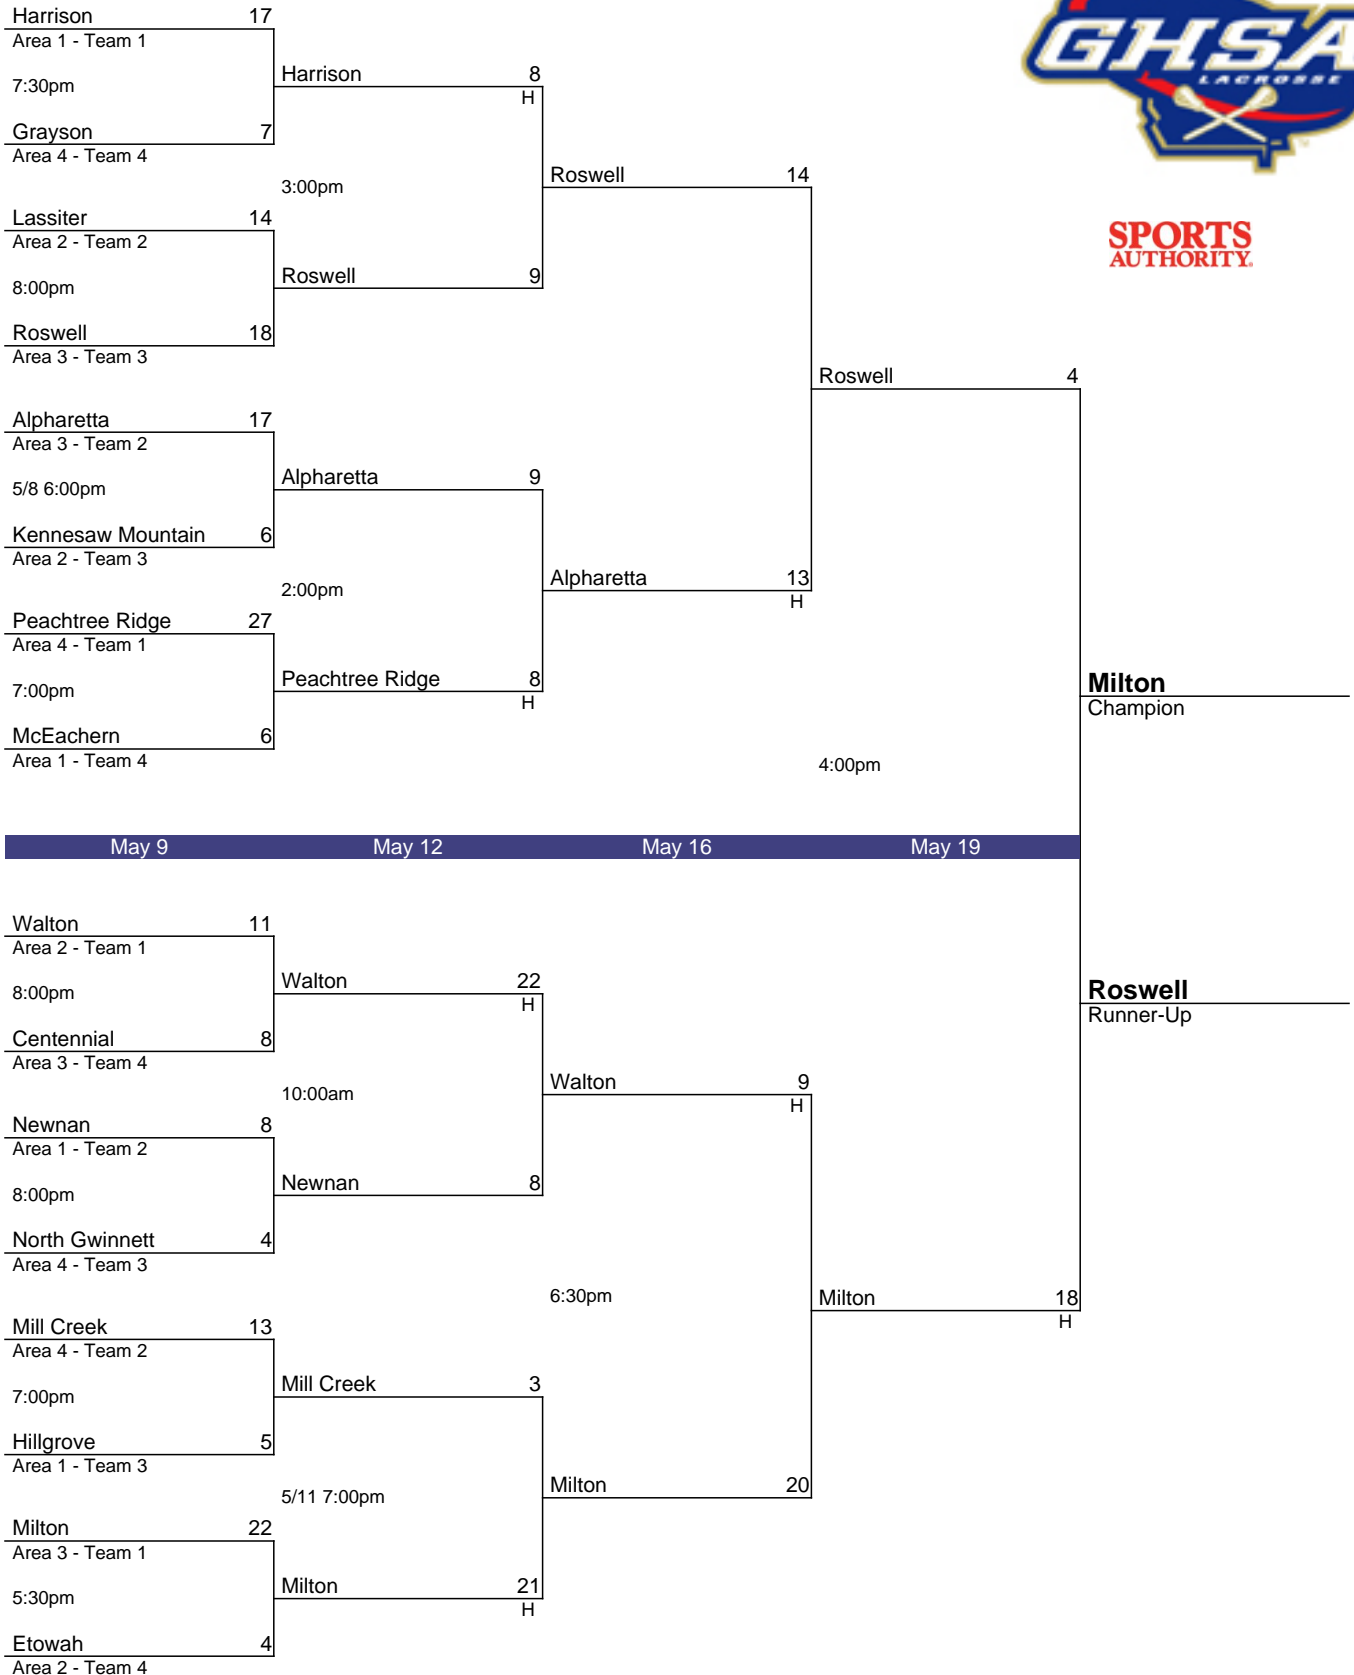 Harrison 17
Area 1 - Team 1
7:30pm
Grayson 7
Area 4 - Team 4
Lassiter 14
Area 2 - Team 2
8:00pm
Roswell 18
Area 3 - Team 3
Alpharetta 17
Area 3 - Team 2
5/8 6:00pm
Kennesaw Mountain 6
Area 2 - Team 3
Peachtree Ridge 27
Area 4 - Team 1
7:00pm
McEachern 6
Area 1 - Team 4
Harrison 8
H
3:00pm
Roswell 9
Alpharetta 9
2:00pm
Peachtree Ridge 8
H
Roswell 14
Alpharetta 13
H
Roswell 4
4:00pm
GHSA
LACROSSE
TM
SPORTS
AUTHORITY.
Milton
Champion
May 9 May 12 May 16 May 19
Walton 11
Area 2 - Team 1
8:00pm
Centennial 8
Area 3 - Team 4
Newnan 8
Area 1 - Team 2
8:00pm
North Gwinnett 4
Area 4 - Team 3
Mill Creek 13
Area 4 - Team 2
7:00pm
Hillgrove 5
Area 1 - Team 3
Milton 22
Area 3 - Team 1
5:30pm
Etowah 4
Area 2 - Team 4
Walton 22
H
10:00am
Newnan 8
Mill Creek 3
5/11 7:00pm
Milton 21
H
Walton 9
H
6:30pm
Milton 20
Milton 18
H
Roswell
Runner-Up